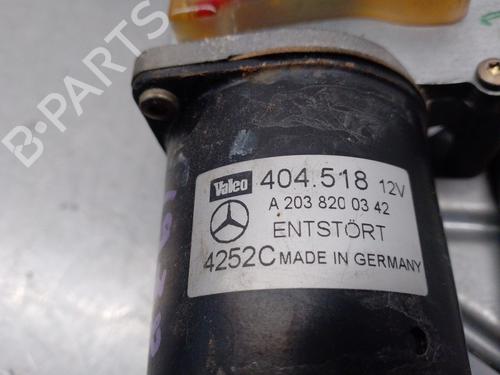 Valeo 404.518 12V
A 203 820 03 42
ENTSTÖRT
4252C MADE IN GERMANY
B-PARTS